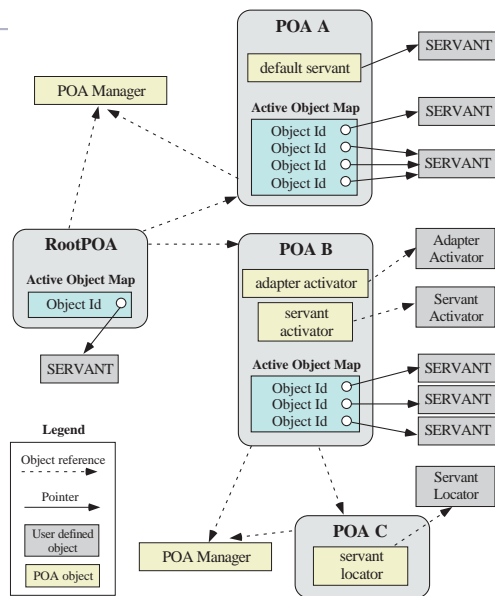 POA A
default servant
SERVANT
POA Manager
Active Object Map
Object Id
Object Id
Object Id
Object Id
SERVANT
SERVANT
RootPOA
Active Object Map
Object Id
SERVANT
POA B
adapter activator
servant
activator
Adapter
Activator
Servant
Activator
Active Object Map
Object Id
Object Id
Object Id
SERVANT
SERVANT
SERVANT
Legend
Object reference
Pointer
User defined
object
POA object
POA Manager
POA C
servant
locator
Servant
Locator